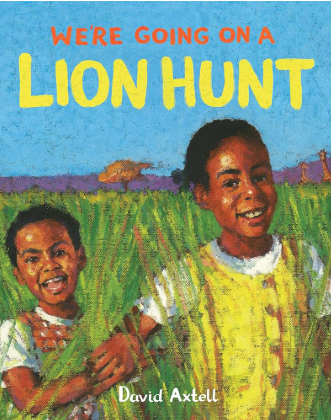 WE'RE GOING ON A
LION HUNT
David Axtell